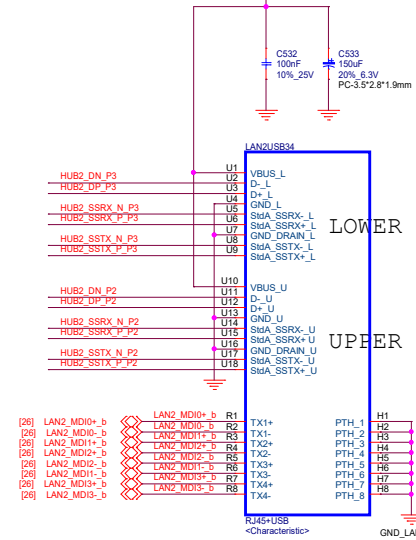 C532
100nF
10%_25V
C533
150uF
20%_6.3V
PC-3.5*2.8*1.9mm
LAN2USB34
U1 VBUS_L
HUB2_DN_P3 U2 D-_L
HUB2_DP_P3 U3 D+_L
U4 GND_L
HUB2_SSRX_N_P3 U5 StdA_SSRX-_L
HUB2_SSRX_P_P3 U6 StdA_SSRX+_L
U7 GND_DRAIN_L
HUB2_SSTX_N_P3 U8 StdA_SSTX-_L
HUB2_SSTX_P_P3 U9 StdA_SSTX+_L
LOWER
U10 VBUS_U
HUB2_DN_P2 U11 D-_U
HUB2_DP_P2 U12 D+_U
U13 GND_U
HUB2_SSRX_N_P2 U14 StdA_SSRX-_U
HUB2_SSRX_P_P2 U15 StdA_SSRX+_U
U16 GND_DRAIN_U
HUB2_SSTX_N_P2 U17 StdA_SSTX-_U
HUB2_SSTX_P_P2 U18 StdA_SSTX+_U
UPPER
[26] LAN2_MDI0+_b LAN2_MDI0+_b R1 TX1+ PTH_1 H1
[26] LAN2_MDI0-_b LAN2_MDI0-_b R2 TX1- PTH_2 H2
[26] LAN2_MDI1+_b LAN2_MDI1+_b R3 TX2+ PTH_3 H3
[26] LAN2_MDI2+_b LAN2_MDI2+_b R4 TX2- PTH_4 H4
[26] LAN2_MDI2-_b LAN2_MDI2-_b R5 TX3+ PTH_5 H5
[26] LAN2_MDI1-_b LAN2_MDI1-_b R6 TX3- PTH_6 H6
[26] LAN2_MDI3+_b LAN2_MDI3+_b R7 TX4+ PTH_7 H7
[26] LAN2_MDI3-_b LAN2_MDI3-_b R8 TX4- PTH_8 H8
RJ45+USB
<Characteristic>